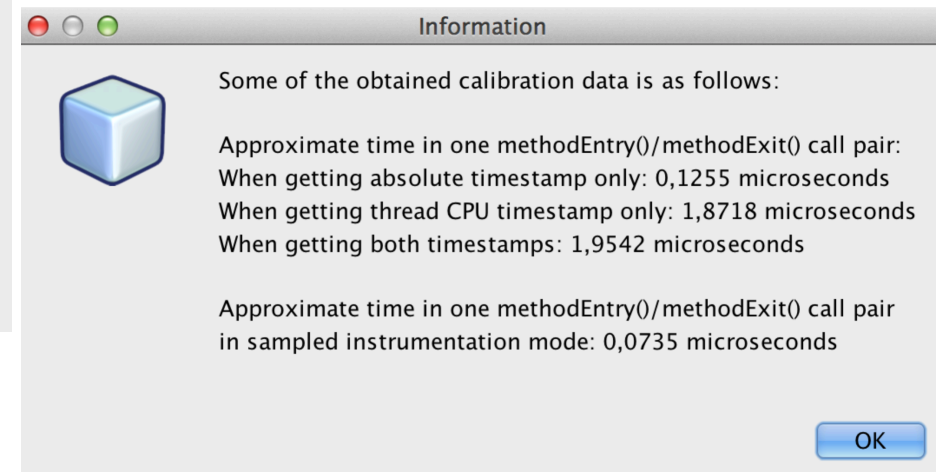 Information
Some of the obtained calibration data is as follows:
Approximate time in one methodEntry()/methodExit() call pair:
When getting absolute timestamp only: 0,1255 microseconds
When getting thread CPU timestamp only: 1,8718 microseconds
When getting both timestamps: 1,9542 microseconds
Approximate time in one methodEntry()/methodExit() call pair
in sampled instrumentation mode: 0,0735 microseconds
OK